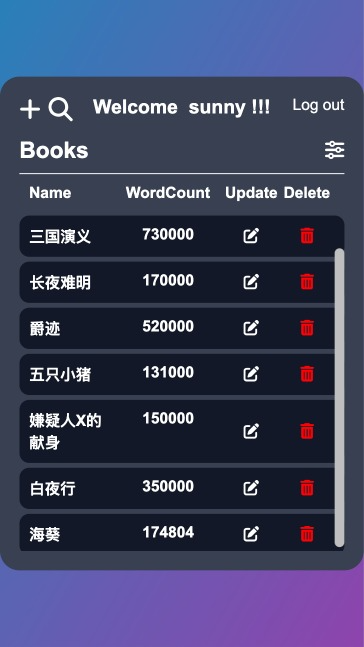 Welcome sunny !!! Log out
Books
Name WordCount Update Delete
三国演义 730000
长夜难明 170000
爵迹 520000
五只小猪 131000
嫌疑人X的 150000
献身
白夜行 350000
海葵 174804